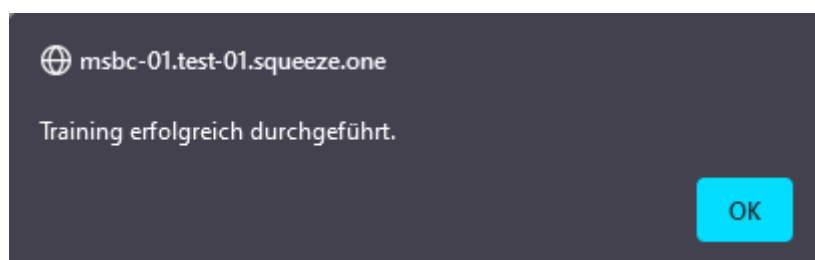 msbc-01.test-01.squeeze.one
Training erfolgreich durchgeführt.
OK